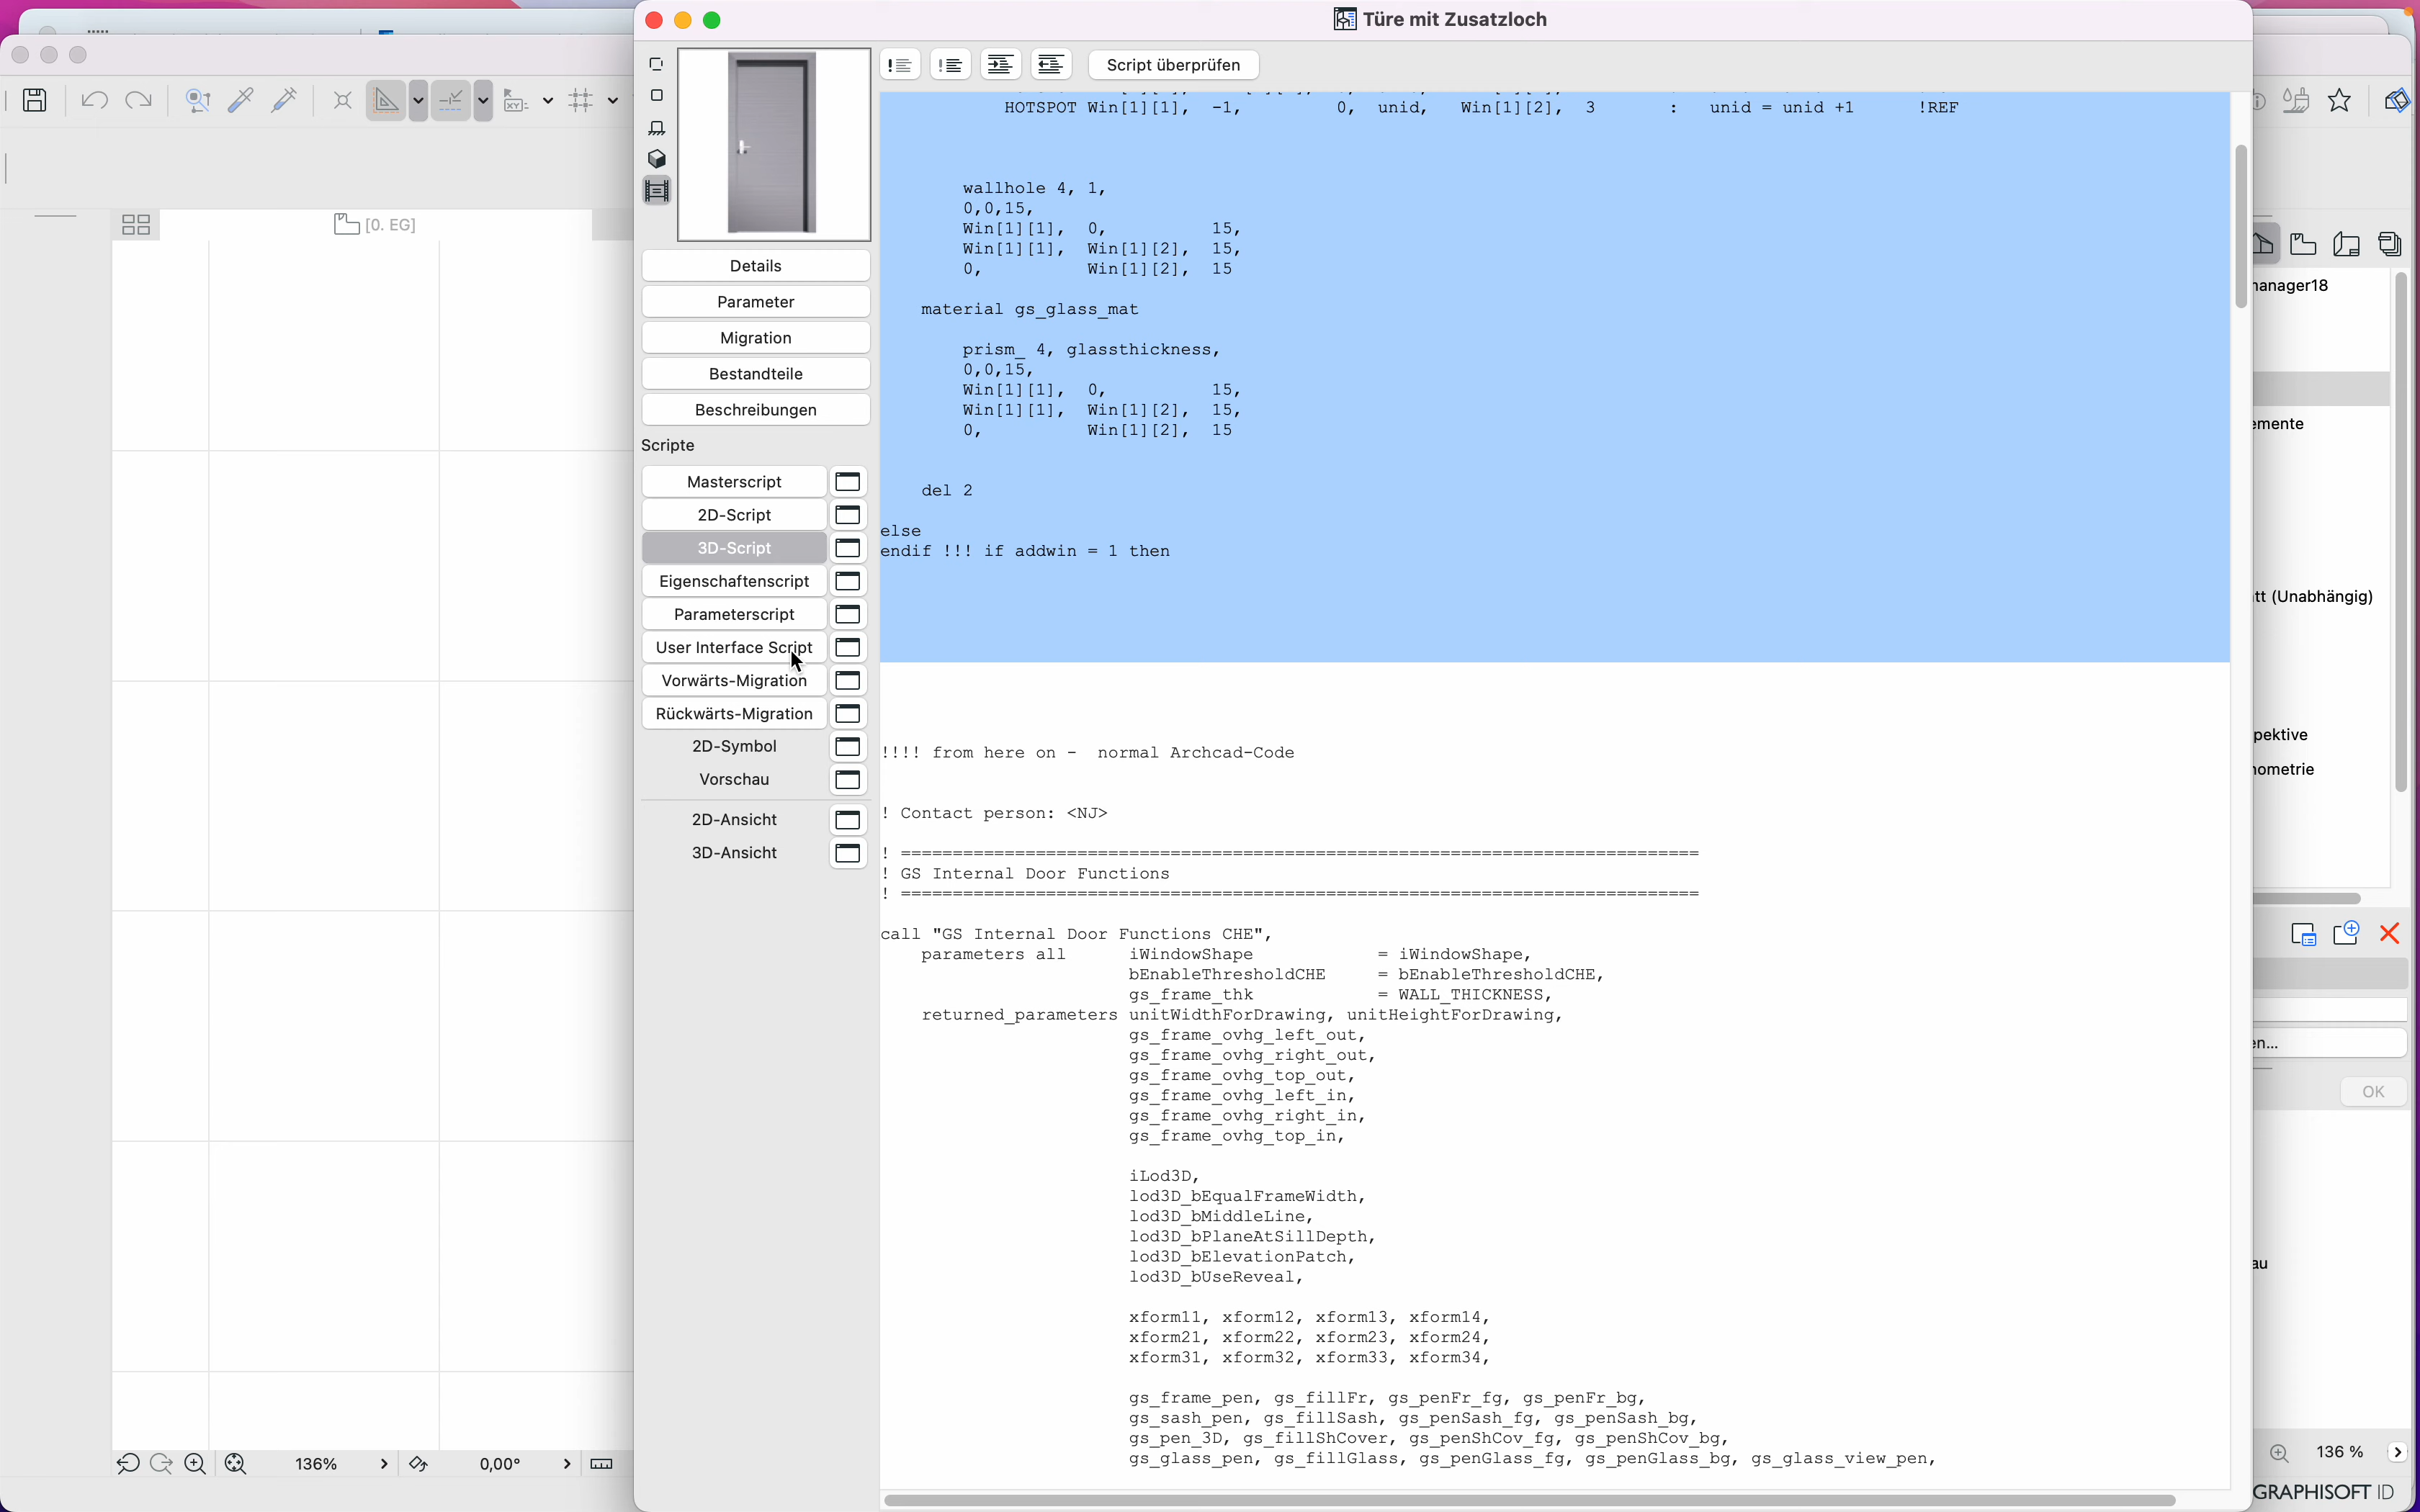 Türe mit Zusatzloch
Script überprüfen
HOTSPOT Win[1][1], -1, 0, unid, Win[1][2], 3 : unid = unid +1 !REF
wallhole 4, 1,
0,0,15,
Win[1][1], 0, 15,
Win[1][1], Win[1][2], 15,
0, Win[1][2], 15
material gs_glass_mat
prism_ 4, glassthickness,
0,0,15,
Win[1][1], 0, 15,
Win[1][1], Win[1][2], 15,
0, Win[1][2], 15
del 2
else
endif !!! if addwin = 1 then
!!!! from here on - normal Archcad-Code
! Contact person: <NJ>
! =============================================================================
! GS Internal Door Functions
! =============================================================================
call "GS Internal Door Functions CHE",
parameters all iWindowShape = iWindowShape,
bEnableThresholdCHE = bEnableThresholdCHE,
gs_frame_thk = WALL_THICKNESS,
returned_parameters unitWidthForDrawing, unitHeightForDrawing,
gs_frame_ovhg_left_out,
gs_frame_ovhg_right_out,
gs_frame_ovhg_top_out,
gs_frame_ovhg_left_in,
gs_frame_ovhg_right_in,
gs_frame_ovhg_top_in,
iLod3D,
lod3D_bEqualFrameWidth,
lod3D_bMiddleLine,
lod3D_bPlaneAtSillDepth,
lod3D_bElevationPatch,
lod3D_bUseReveal,
xform11, xform12, xform13, xform14,
xform21, xform22, xform23, xform24,
xform31, xform32, xform33, xform34,
gs_frame_pen, gs_fillFr, gs_penFr_fg, gs_penFr_bg,
gs_sash_pen, gs_fillSash, gs_penSash_fg, gs_penSash_bg,
gs_pen_3D, gs_fillShCover, gs_penShCov_fg, gs_penShCov_bg,
gs_glass_pen, gs_fillGlass, gs_penGlass_fg, gs_penGlass_bg, gs_glass_view_pen,
Details
Parameter
Migration
Bestandteile
Beschreibungen
Scripte
Masterscript
2D-Script
3D-Script
Eigenschaftenscript
Parameterscript
User Interface Script
Vorwärts-Migration
Rückwärts-Migration
2D-Symbol
Vorschau
2D-Ansicht
3D-Ansicht
[0. EG]
XY:
136%
0,00°
anager18
emente
tt (Unabhängig)
pektive
nometrie
en...
OK
au
136 %
GRAPHISOFT ID